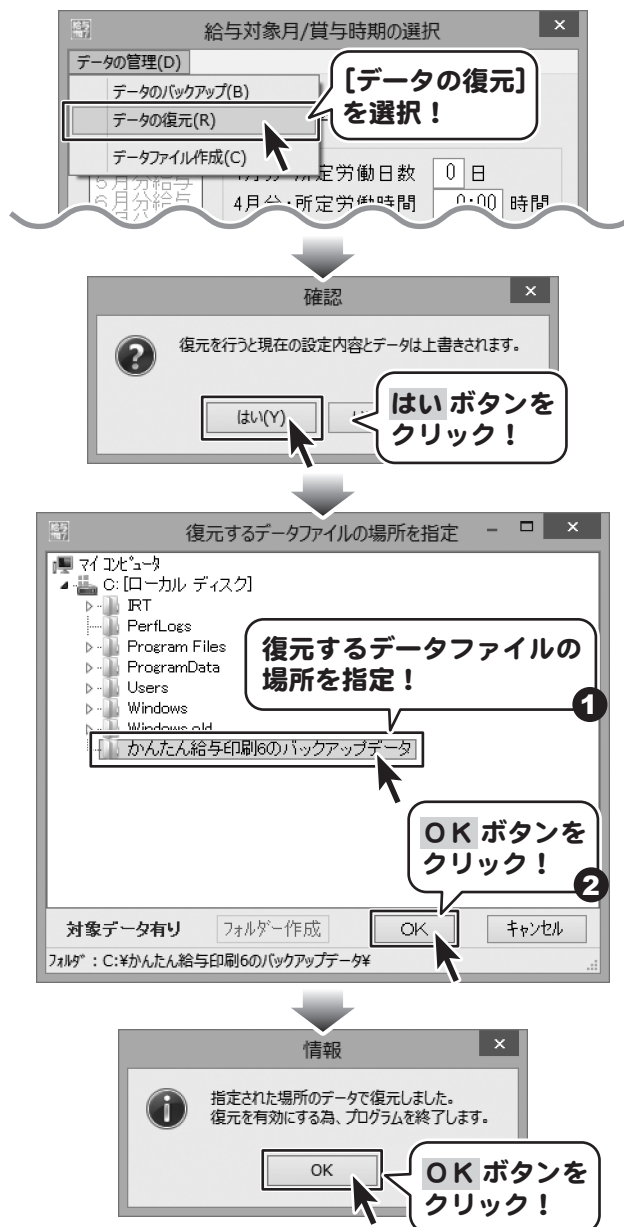 給与対象月/賞与時期の選択
データの管理(D)
データのバックアップ(B)
データの復元(R)
データファイル作成(C)
[データの復元]
を選択！
所定労働日数 0 日
5月分給与
6月分給与
4月分・所定労働時間 0:00 時間
確認
復元を行うと現在の設定内容とデータは上書きされます。
はい(Y)
はい ボタンを
クリック！
復元するデータファイルの場所を指定
マイ コンピュータ
C:[ローカル ディスク]
IRT
PerfLogs
Program Files
ProgramData
Users
Windows
Windows.old
かんたん給与印刷6のバックアップデータ
復元するデータファイルの
場所を指定！
1
OK ボタンを
クリック！
2
対象データ有り フォルダー作成 OK キャンセル
フォルダ：C:¥かんたん給与印刷6のバックアップデータ¥
情報
指定された場所のデータで復元しました。
復元を有効にする為、プログラムを終了します。
OK
OK ボタンを
クリック！